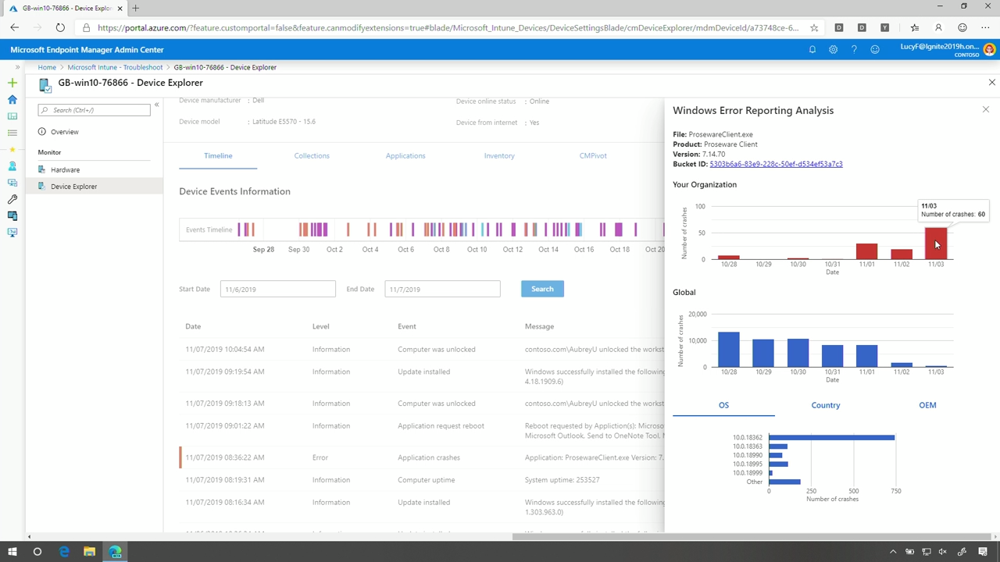 GB-win10-76866 - Device Explor
https://portal.azure.com/?feature.customportal=false&feature.canmodifyextensions=true#blade/Microsoft_Intune_Devices/DeviceSettingsBlade/cmDeviceExplorer/mdmDeviceId/a73748ce-6...
Microsoft Endpoint Manager Admin Center
LucyF@Ignite2019h.on...
CONTOSO
Home > Microsoft Intune - Troubleshoot > GB-win10-76866 - Device Explorer
GB-win10-76866 - Device Explorer
Search (Ctrl+/)
Overview
Monitor
Hardware
Device Explorer
Device manufacturer : Dell
Device online status : Online
Device model : Latitude E5570 - 15.6
Device from internet : Yes
Timeline Collections Applications Inventory CMPivot
Device Events Information
Events Timeline
Sep 28 Sep 30 Oct 2 Oct 4 Oct 6 Oct 8 Oct 10 Oct 12 Oct 14 Oct 16 Oct 18 Oct 20
Start Date 11/6/2019 End Date 11/7/2019 Search
Date Level Event Message
11/07/2019 10:04:54 AM Information Computer was unlocked contoso.com\AubreyU unlocked the workst
11/07/2019 09:19:54 AM Information Update installed Windows successfully installed the following
4.18.1909.6)
11/07/2019 09:18:13 AM Information Computer was unlocked contoso.com\AubreyU unlocked the workst
11/07/2019 09:01:22 AM Information Application request reboot Reboot requested by Appliction(s): Microso
Microsoft Outlook, Send to OneNote Tool,
11/07/2019 08:36:22 AM Error Application crashes Application: ProsewareClient.exe Version: 7.
11/07/2019 08:19:31 AM Information Computer uptime System uptime: 253527
11/07/2019 08:16:34 AM Information Update installed Windows successfully installed the following
1.303.963.0)
Windows Error Reporting Analysis
File: ProsewareClient.exe
Product: Proseware Client
Version: 7.14.70
Bucket ID: 5303b6a6-83e9-228c-50ef-d534ef53a7c3
Your Organization
11/03
Number of crashes: 60
Number of crashes
100
50
0
10/28 10/29 10/30 10/31 11/01 11/02 11/03
Date
Global
Number of crashes
20,000
10,000
0
10/28 10/29 10/30 10/31 11/01 11/02 11/03
Date
OS Country OEM
10.0.18362
10.0.18363
10.0.18990
10.0.18995
10.0.18999
Other
0 250 500 750
Number of crashes